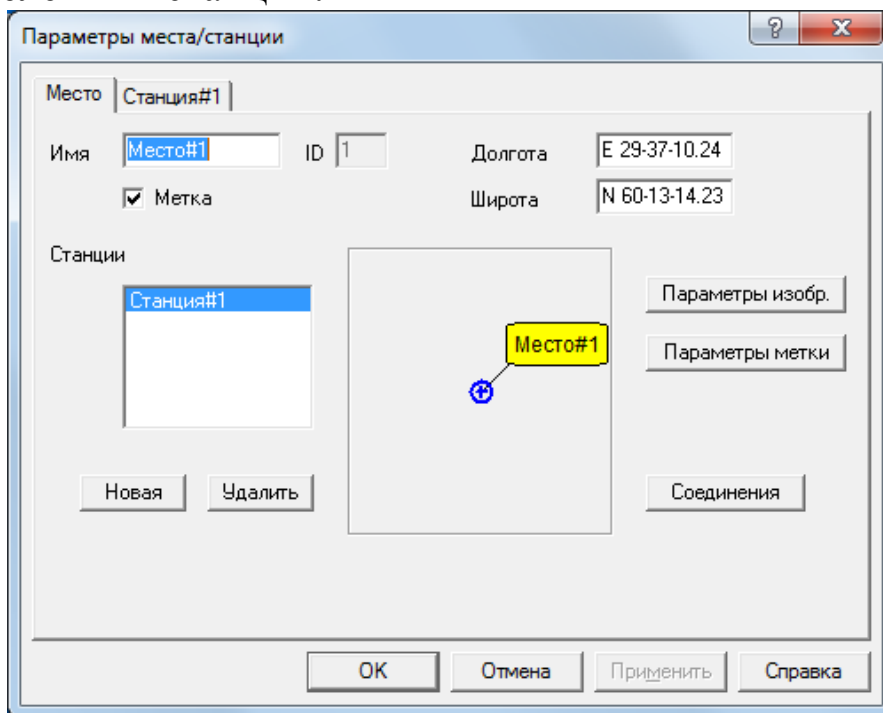 Параметры места/станции
Место Станция#1
Имя Место#1 ID 1 Долгота E 29-37-10.24
Метка Широта N 60-13-14.23
Станции
Станция#1
Параметры изобр.
Место#1
Параметры метки
Новая Удалить Соединения
OK Отмена Применить Справка